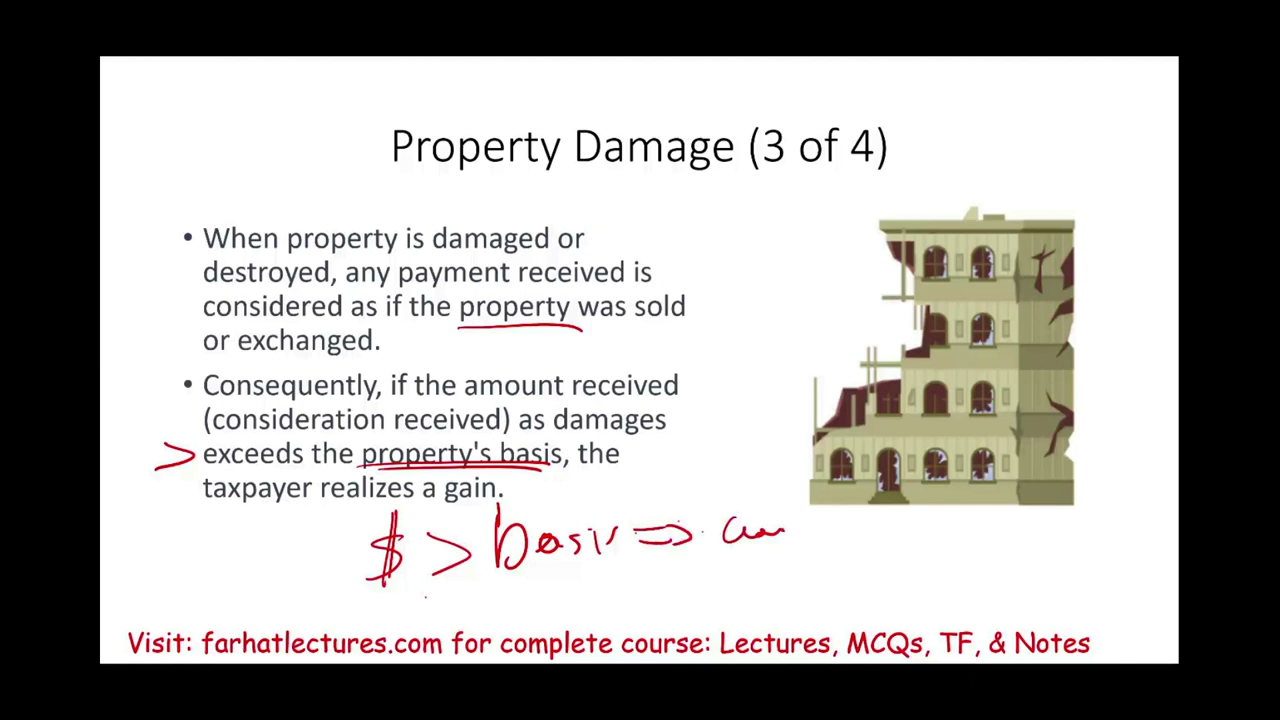 Property Damage (3 of 4)
• When property is damaged or
destroyed, any payment received is
considered as if the property was sold
or exchanged.
• Consequently, if the amount received
(consideration received) as damages
> exceeds the property's basis, the
taxpayer realizes a gain.
$ > basis ⇒
Visit: farhatlectures.com for complete course: Lectures, MCQs, TF, & Notes